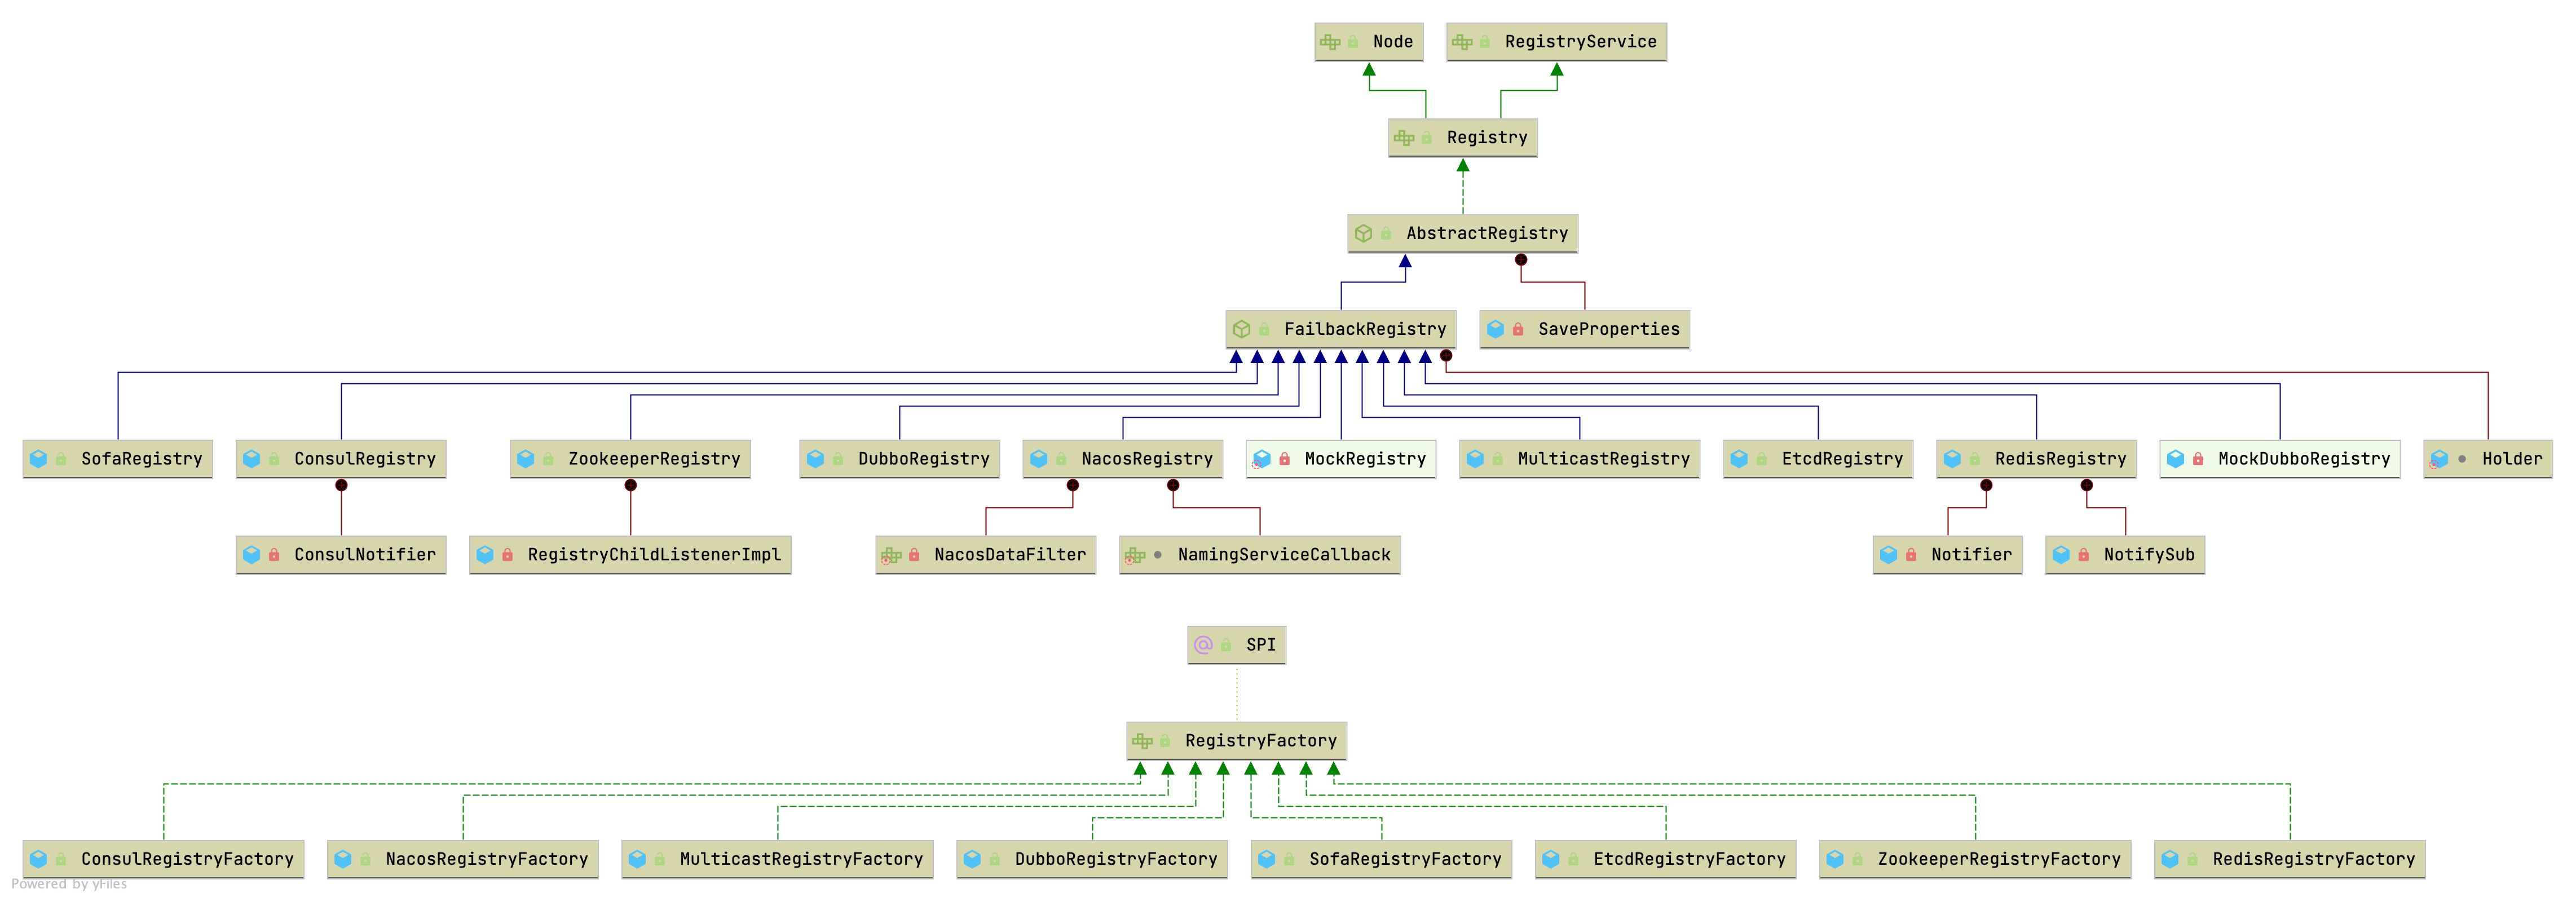 Node
RegistryService
Registry
AbstractRegistry
FailbackRegistry
SaveProperties
SofaRegistry
ConsulRegistry
ZookeeperRegistry
DubboRegistry
NacosRegistry
MockRegistry
MulticastRegistry
EtcdRegistry
RedisRegistry
MockDubboRegistry
Holder
ConsulNotifier
RegistryChildListenerImpl
NacosDataFilter
NamingServiceCallback
Notifier
NotifySub
SPI
RegistryFactory
ConsulRegistryFactory
NacosRegistryFactory
MulticastRegistryFactory
DubboRegistryFactory
SofaRegistryFactory
EtcdRegistryFactory
ZookeeperRegistryFactory
RedisRegistryFactory
Powered by yFiles